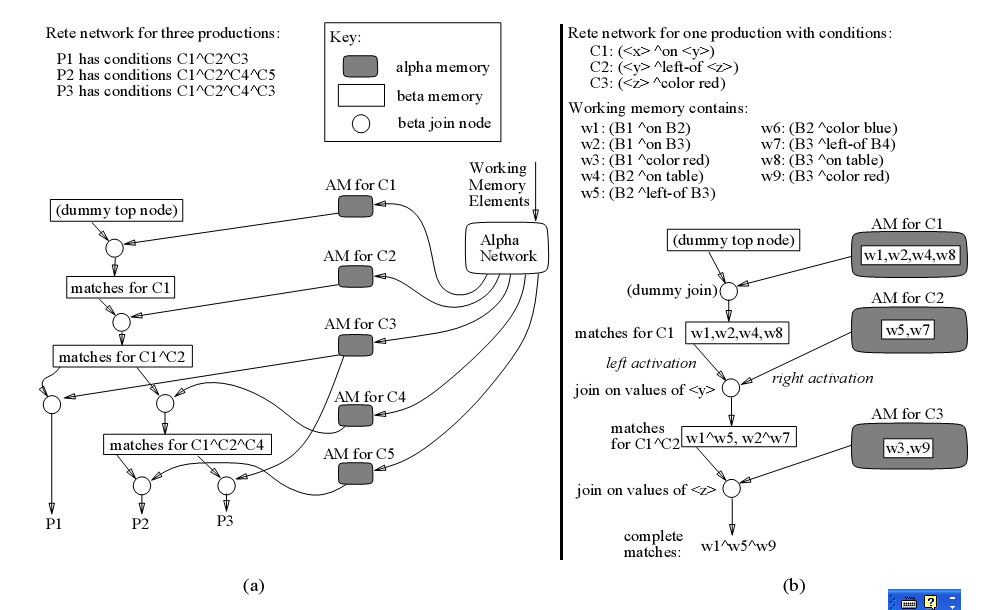 Rete network for three productions:
P1 has conditions C1^C2^C3
P2 has conditions C1^C2^C4^C5
P3 has conditions C1^C2^C4^C3
Key:
alpha memory
beta memory
beta join node
Working
Memory
Elements
Alpha
Network
AM for C1
(dummy top node)
AM for C2
matches for C1
AM for C3
matches for C1^C2
AM for C4
matches for C1^C2^C4
AM for C5
P1
P2
P3
(a)
Rete network for one production with conditions:
C1: (<x> ^on <y>)
C2: (<y> ^left-of <z>)
C3: (<z> ^color red)
Working memory contains:
w1: (B1 ^on B2)
w2: (B1 ^on B3)
w3: (B1 ^color red)
w4: (B2 ^on table)
w5: (B2 ^left-of B3)
w6: (B2 ^color blue)
w7: (B3 ^left-of B4)
w8: (B3 ^on table)
w9: (B3 ^color red)
AM for C1
(dummy top node)
w1,w2,w4,w8
(dummy join)
AM for C2
matches for C1
w1,w2,w4,w8
w5,w7
left activation
right activation
join on values of <y>
AM for C3
matches
for C1^C2
w1^w5, w2^w7
w3,w9
join on values of <z>
complete
matches:
w1^w5^w9
(b)